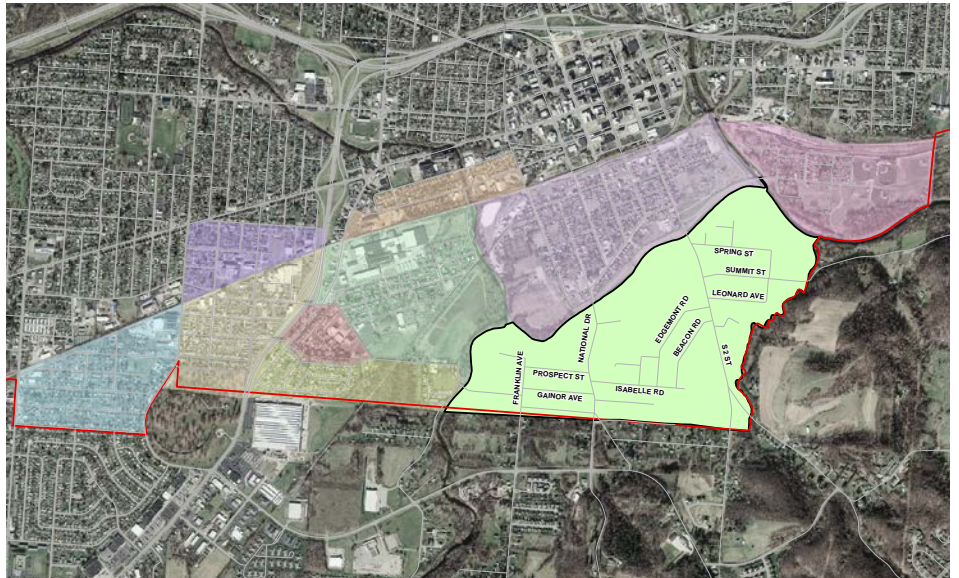 SPRING ST
SUMMIT ST
LEONARD AVE
EDGEMONT RD
BEACON RD
NATIONAL DR
S 2 ST
FRANKLIN AVE
PROSPECT ST
ISABELLE RD
GAINOR AVE